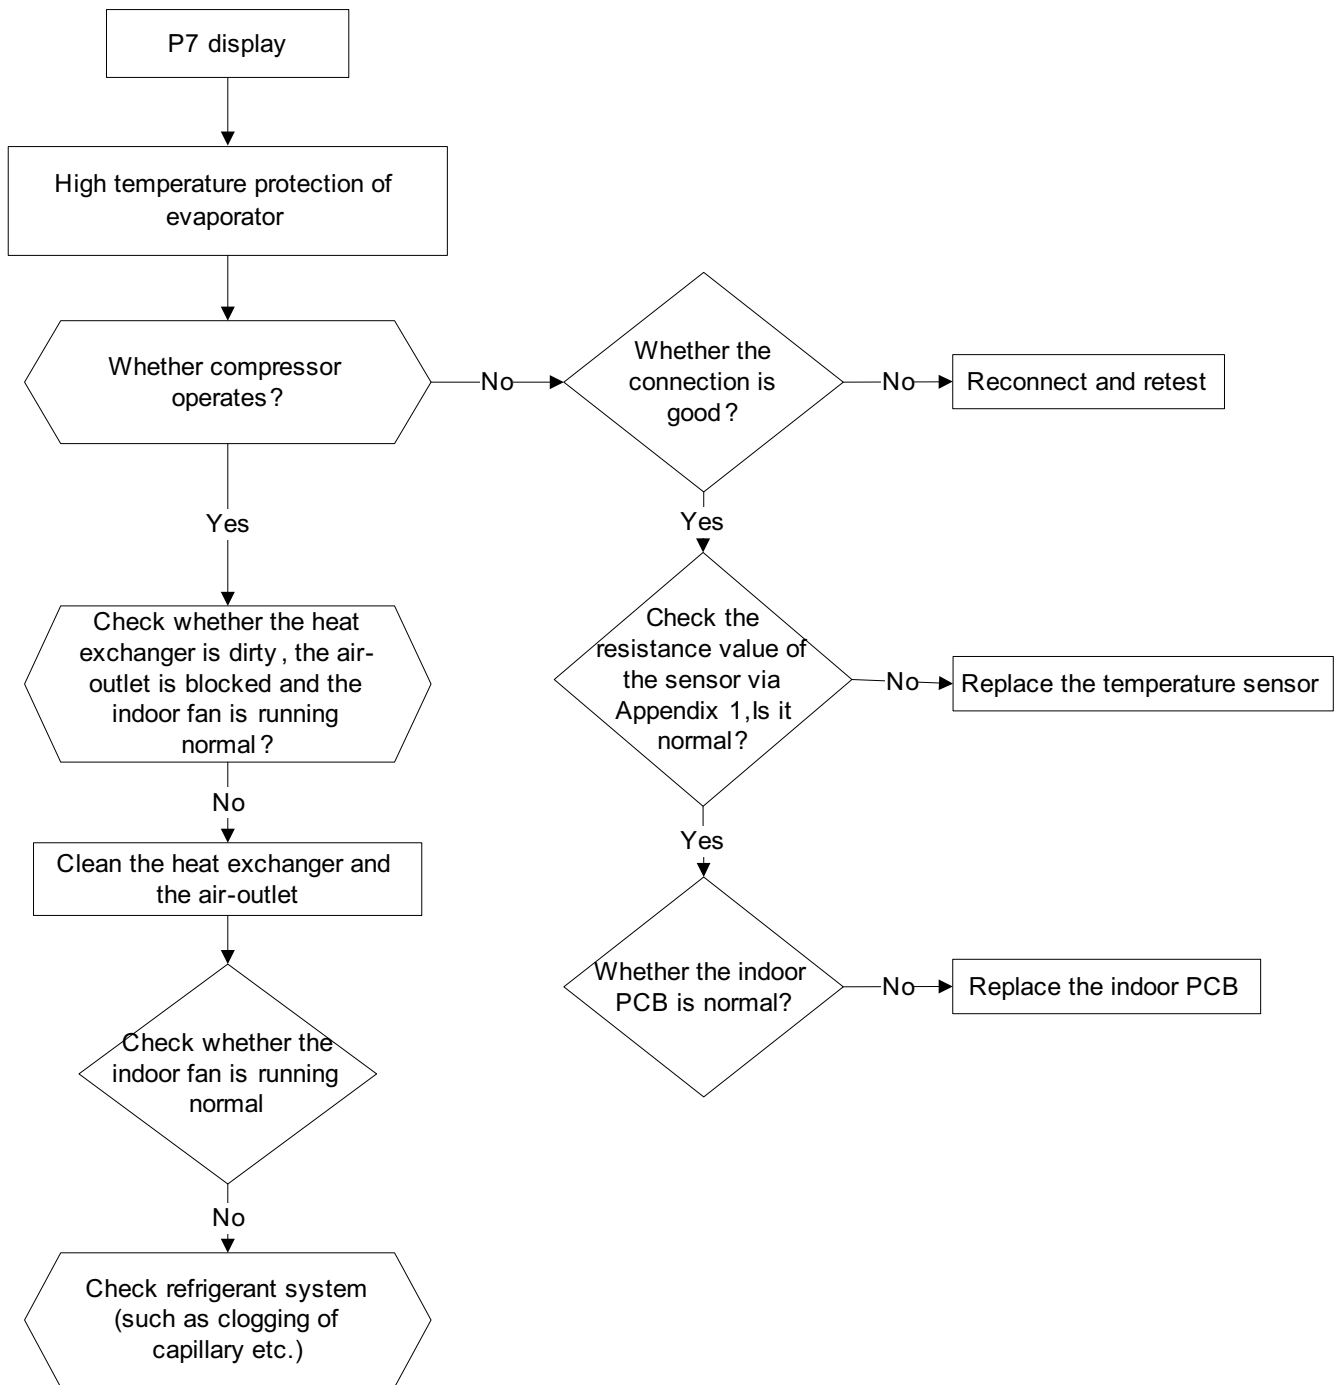 P7 display
High temperature protection of
evaporator
Whether compressor
operates?
No
Whether the
connection is
good?
No
Reconnect and retest
Yes
Yes
Check whether the heat
exchanger is dirty, the air-
outlet is blocked and the
indoor fan is running
normal?
Check the
resistance value of
the sensor via
Appendix 1,Is it
normal?
No
Replace the temperature sensor
No
Clean the heat exchanger and
the air-outlet
Yes
Whether the indoor
PCB is normal?
No
Replace the indoor PCB
Check whether the
indoor fan is running
normal
No
Check refrigerant system
(such as clogging of
capillary etc.)